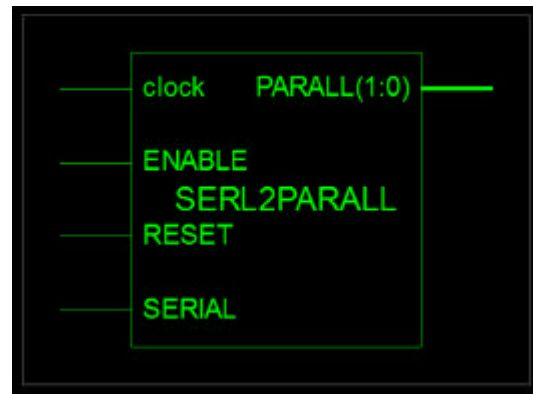 clock PARALL(1:0)
ENABLE
SERL2PARALL
RESET
SERIAL